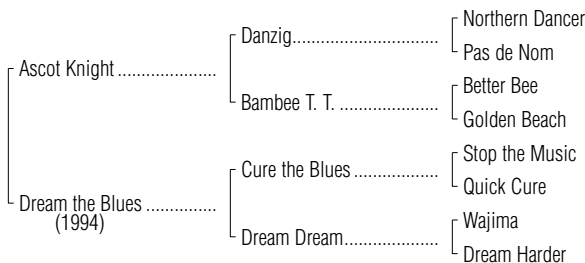 Northern Dancer
Danzig
Pas de Nom
Ascot Knight
Better Bee
Bambee T. T.
Golden Beach
Stop the Music
Cure the Blues
Quick Cure
Dream the Blues
(1994)
Wajima
Dream Dream
Dream Harder